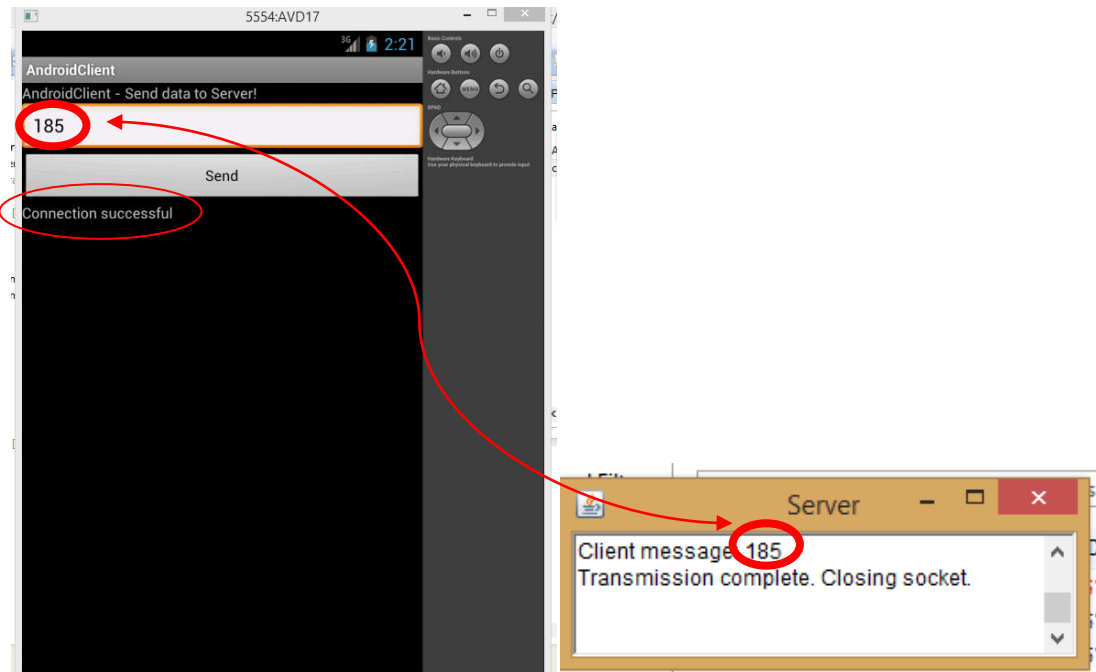 5554:AVD17
3G 2:21
AndroidClient
AndroidClient - Send data to Server!
185
Send
Connection successful
Basic Controls
Hardware Buttons
MENU
DPAD
Hardware Keyboard
Use your physical keyboard to provide input
Server
Client message 185
Transmission complete. Closing socket.